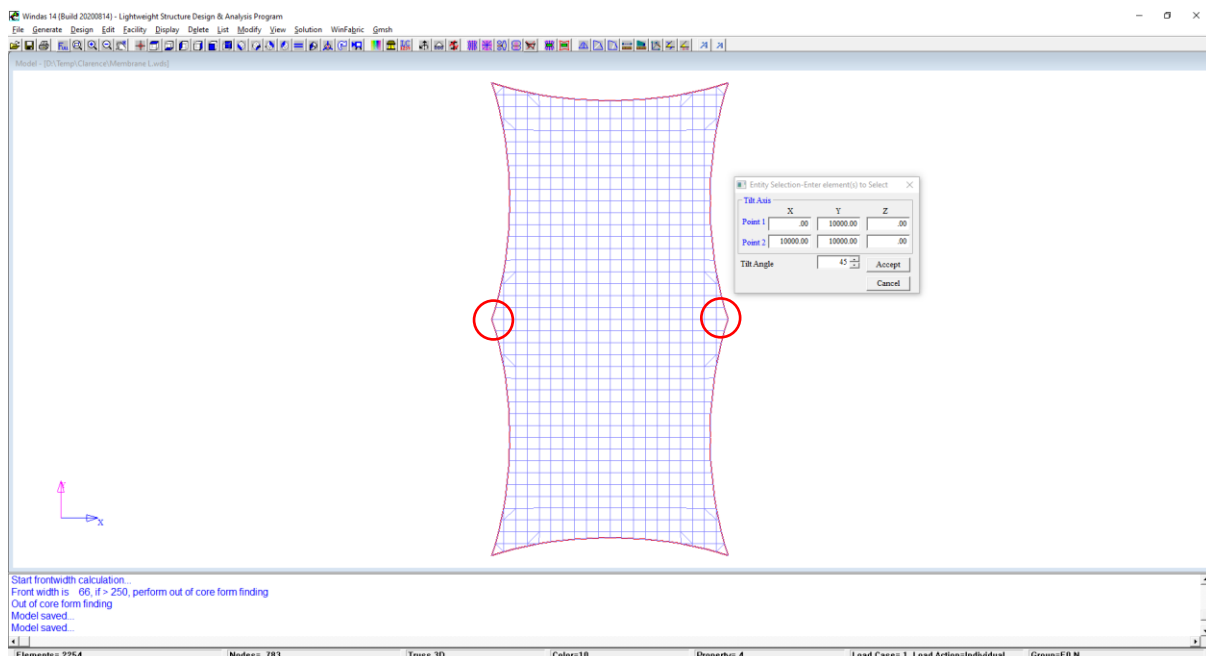 Windas 14 (Build 20200814) - Lightweight Structure Design & Analysis Program
File Generate Design Edit Facility Display Delete List Modify View Solution WinFabric Gmsh
Model - [D:\Temp\Clarence\Membrane L.wds]
Entity Selection-Enter element(s) to Select
Tilt Axis
X Y Z
Point 1 .00 10000.00 .00
Point 2 10000.00 10000.00 .00
Tilt Angle 45 Accept
Cancel
X
Start frontwidth calculation...
Front width is 66, if > 250, perform out of core form finding
Out of core form finding
Model saved...
Model saved...
Elements= 2254 Nodes= 783 Truss 3D Color=10 Property= 4 Load Case= 1, Load Action=Individual Group=F0.N